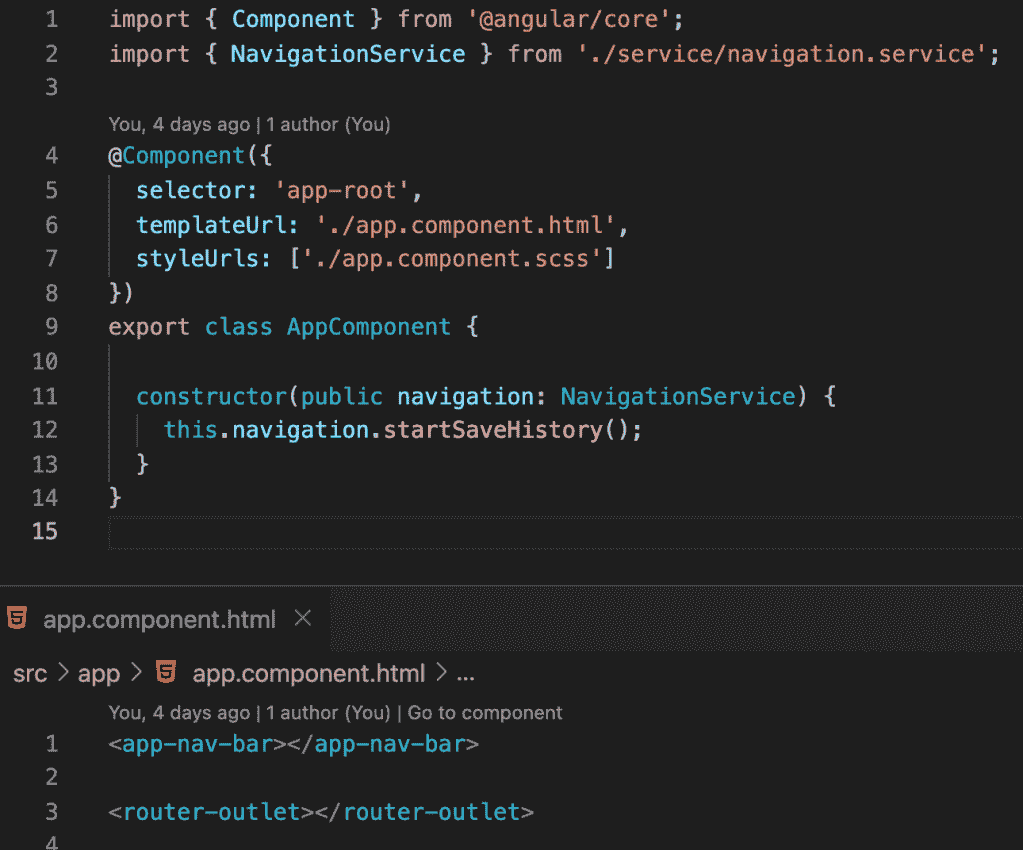 1 import { Component } from '@angular/core';
2 import { NavigationService } from './service/navigation.service';
3
You, 4 days ago | 1 author (You)
4 @Component({
5 selector: 'app-root',
6 templateUrl: './app.component.html',
7 styleUrls: ['./app.component.scss']
8 })
9 export class AppComponent {
10
11 constructor(public navigation: NavigationService) {
12 this.navigation.startSaveHistory();
13 }
14 }
15
app.component.html
src > app > app.component.html > ...
You, 4 days ago | 1 author (You) | Go to component
1 <app-nav-bar></app-nav-bar>
2
3 <router-outlet></router-outlet>
4